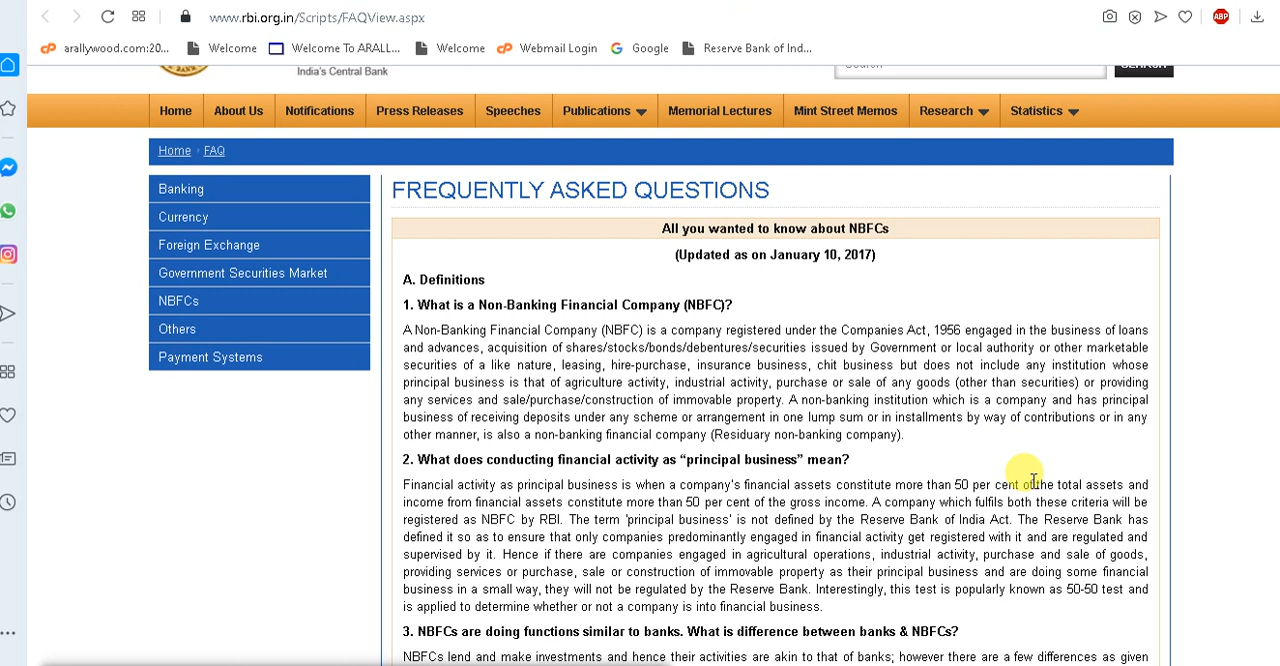 www.rbi.org.in/Scripts/FAQView.aspx
ABP
arallywood.com:20...
Welcome
Welcome To ARALL...
Welcome
Webmail Login
Google
Reserve Bank of Ind...
India's Central Bank
Search
SEARCH
Home
About Us
Notifications
Press Releases
Speeches
Publications
Memorial Lectures
Mint Street Memos
Research
Statistics
Home
FAQ
Banking
Currency
Foreign Exchange
Government Securities Market
NBFCs
Others
Payment Systems
FREQUENTLY ASKED QUESTIONS
All you wanted to know about NBFCs
(Updated as on January 10, 2017)
A. Definitions
1. What is a Non-Banking Financial Company (NBFC)?
A Non-Banking Financial Company (NBFC) is a company registered under the Companies Act, 1956 engaged in the business of loans
and advances, acquisition of shares/stocks/bonds/debentures/securities issued by Government or local authority or other marketable
securities of a like nature, leasing, hire-purchase, insurance business, chit business but does not include any institution whose
principal business is that of agriculture activity, industrial activity, purchase or sale of any goods (other than securities) or providing
any services and sale/purchase/construction of immovable property. A non-banking institution which is a company and has principal
business of receiving deposits under any scheme or arrangement in one lump sum or in installments by way of contributions or in any
other manner, is also a non-banking financial company (Residuary non-banking company).
2. What does conducting financial activity as “principal business” mean?
Financial activity as principal business is when a company's financial assets constitute more than 50 per cent of the total assets and
income from financial assets constitute more than 50 per cent of the gross income. A company which fulfils both these criteria will be
registered as NBFC by RBI. The term 'principal business' is not defined by the Reserve Bank of India Act. The Reserve Bank has
defined it so as to ensure that only companies predominantly engaged in financial activity get registered with it and are regulated and
supervised by it. Hence if there are companies engaged in agricultural operations, industrial activity, purchase and sale of goods,
providing services or purchase, sale or construction of immovable property as their principal business and are doing some financial
business in a small way, they will not be regulated by the Reserve Bank. Interestingly, this test is popularly known as 50-50 test and
is applied to determine whether or not a company is into financial business.
3. NBFCs are doing functions similar to banks. What is difference between banks & NBFCs?
NBFCs lend and make investments and hence their activities are akin to that of banks; however there are a few differences as given